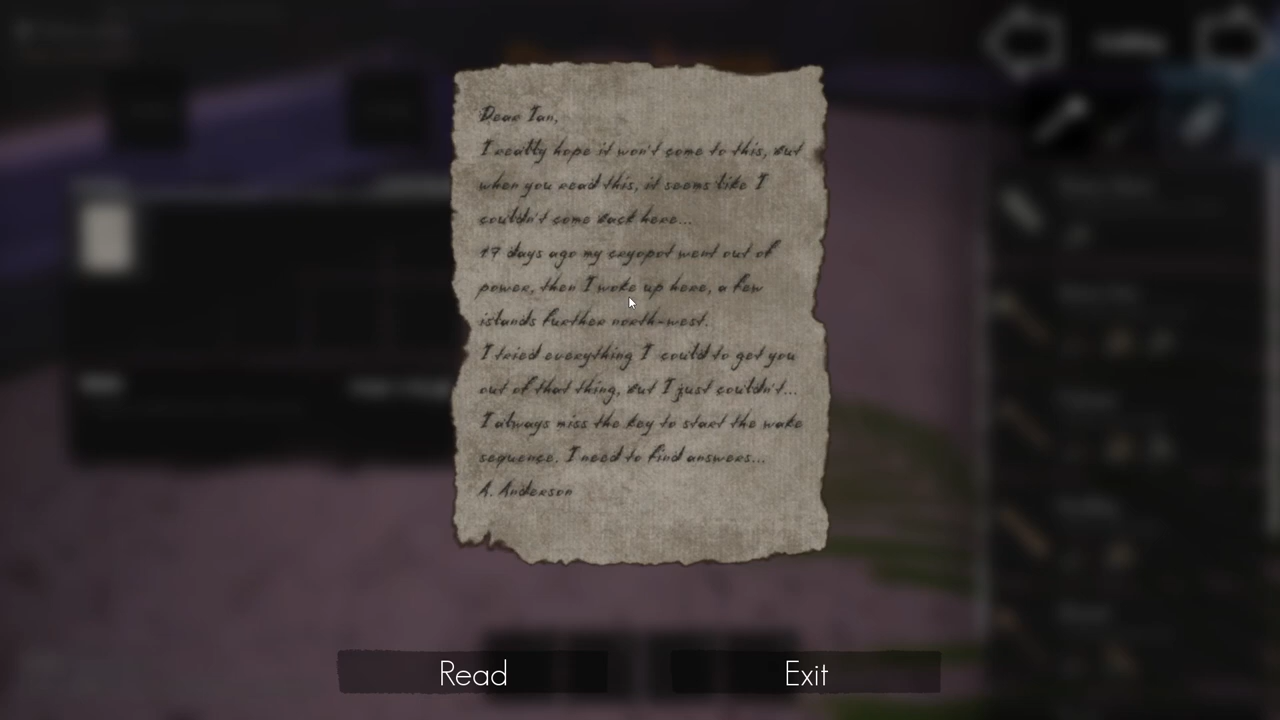 Dear Ian,
I really hope it won't come to this, but
when you read this, it seems like I
couldn't come back here...
17 days ago my cryopot went out of
power, then I woke up here, a few
islands further north-west.
I tried everything I could to get you
out of that thing, but I just couldn't...
I always miss the key to start the wake
sequence. I need to find answers...
A. Anderson
Read
Exit